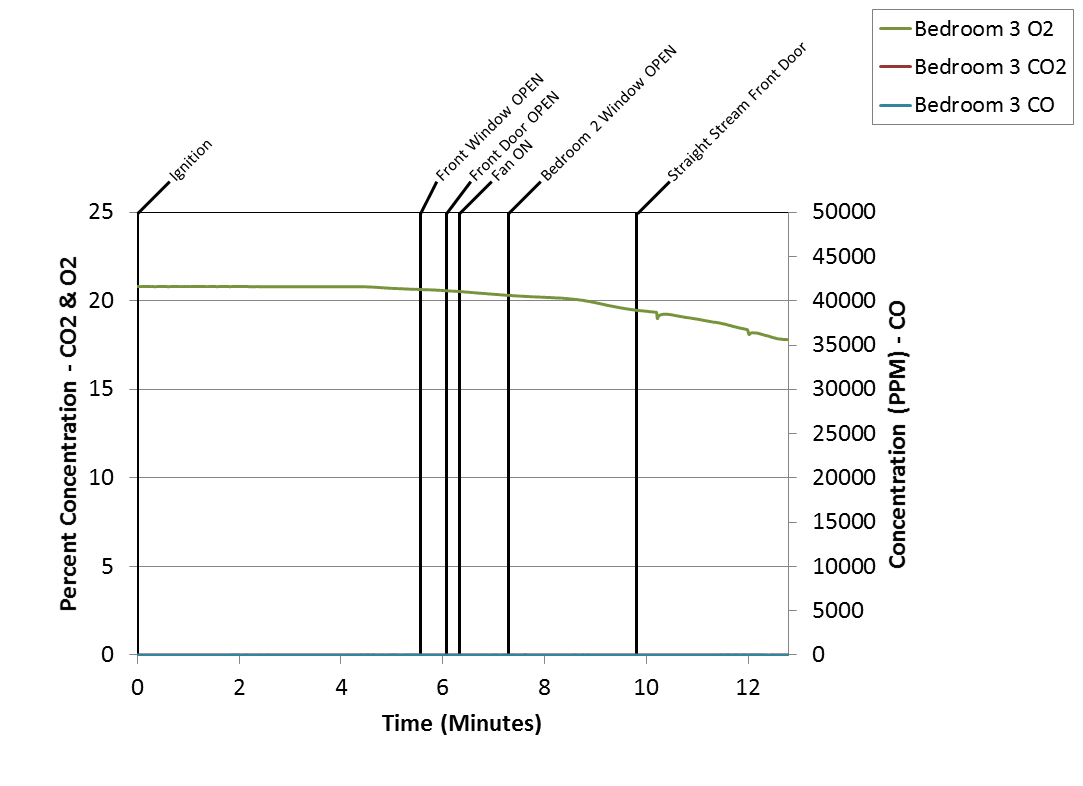 Bedroom 3 O2
Bedroom 3 CO2
Bedroom 3 CO
Ignition
Front Window OPEN
Front Door OPEN
Fan ON
Bedroom 2 Window OPEN
Straight Stream Front Door
Percent Concentration - CO2 & O2
25
20
15
10
5
0
50000
45000
40000
35000
30000
25000
20000
15000
10000
5000
0
Concentration (PPM) - CO
0 2 4 6 8 10 12
Time (Minutes)